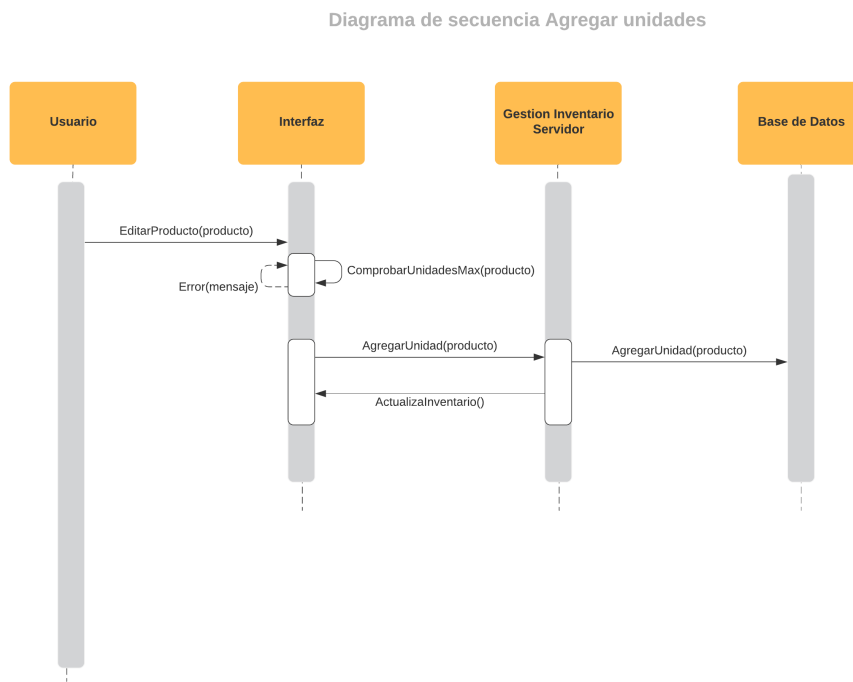 Diagrama de secuencia Agregar unidades
Usuario
Interfaz
Gestion Inventario
Servidor
Base de Datos
EditarProducto(producto)
ComprobarUnidadesMax(producto)
Error(mensaje)
AgregarUnidad(producto)
AgregarUnidad(producto)
ActualizaInventario()